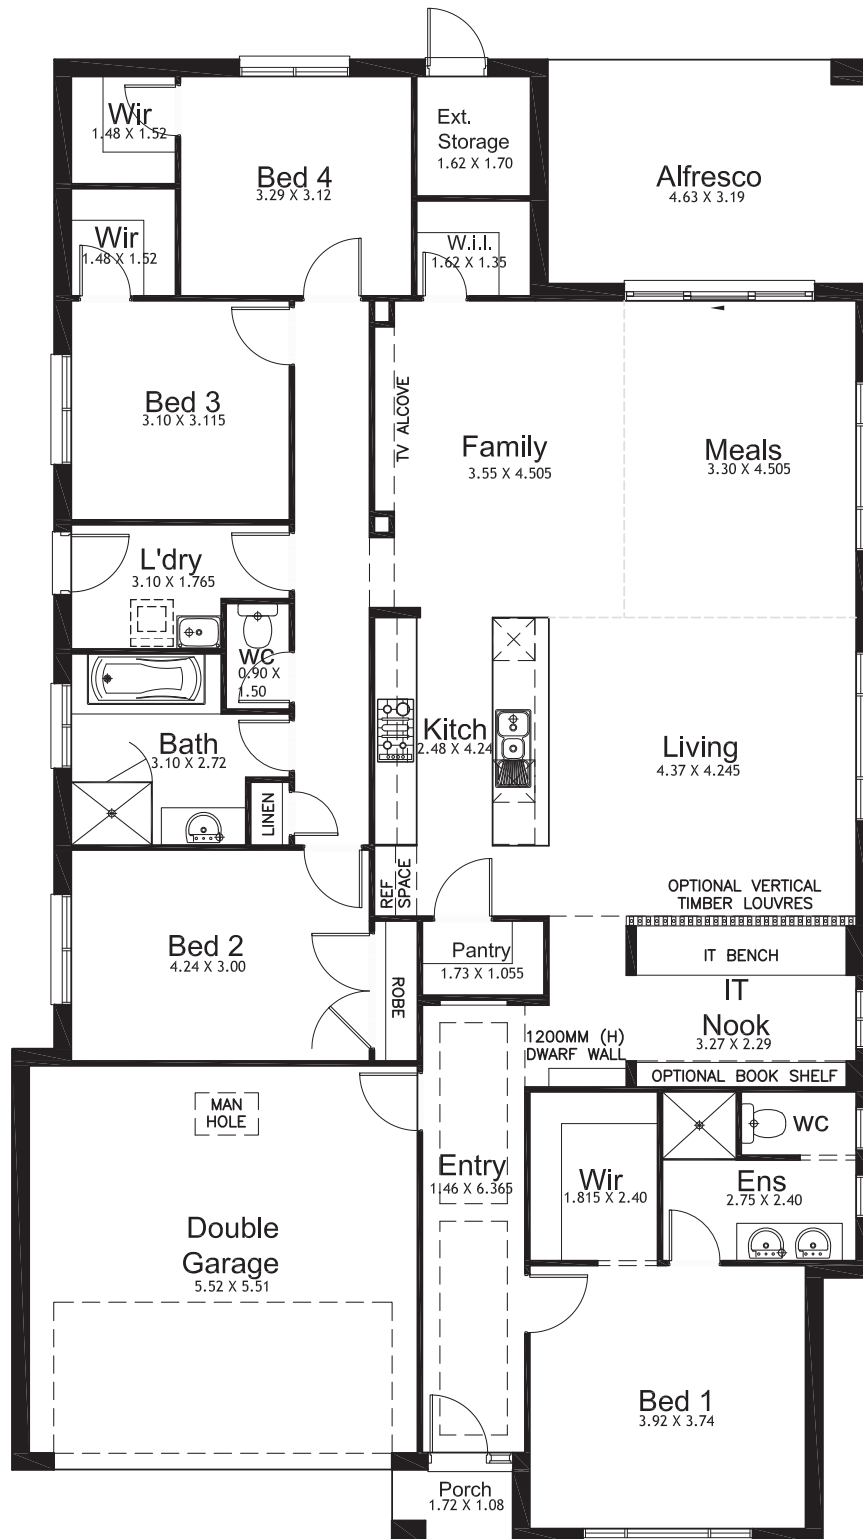 Wir
1.48 X 1.52
Bed 4
3.29 X 3.12
Ext.
Storage
1.62 X 1.70
Alfresco
4.63 X 3.19
Wir
1.48 X 1.52
W.i.l.
1.62 X 1.35
Bed 3
3.10 X 3.115
TV ALCOVE
Family
3.55 X 4.505
Meals
3.30 X 4.505
L'dry
3.10 X 1.765
WC
0.90 X
1.50
Bath
3.10 X 2.72
Kitch
2.48 X 4.24
Living
4.37 X 4.245
LINEN
REF
SPACE
OPTIONAL VERTICAL
TIMBER LOUVRES
Bed 2
4.24 X 3.00
ROBE
Pantry
1.73 X 1.055
IT BENCH
IT
Nook
3.27 X 2.29
1200MM (H)
DWARF WALL
OPTIONAL BOOK SHELF
MAN
HOLE
WC
Entry
1.46 X 6.365
Wir
1.815 X 2.40
Ens
2.75 X 2.40
Double
Garage
5.52 X 5.51
Bed 1
3.92 X 3.74
Porch
1.72 X 1.08